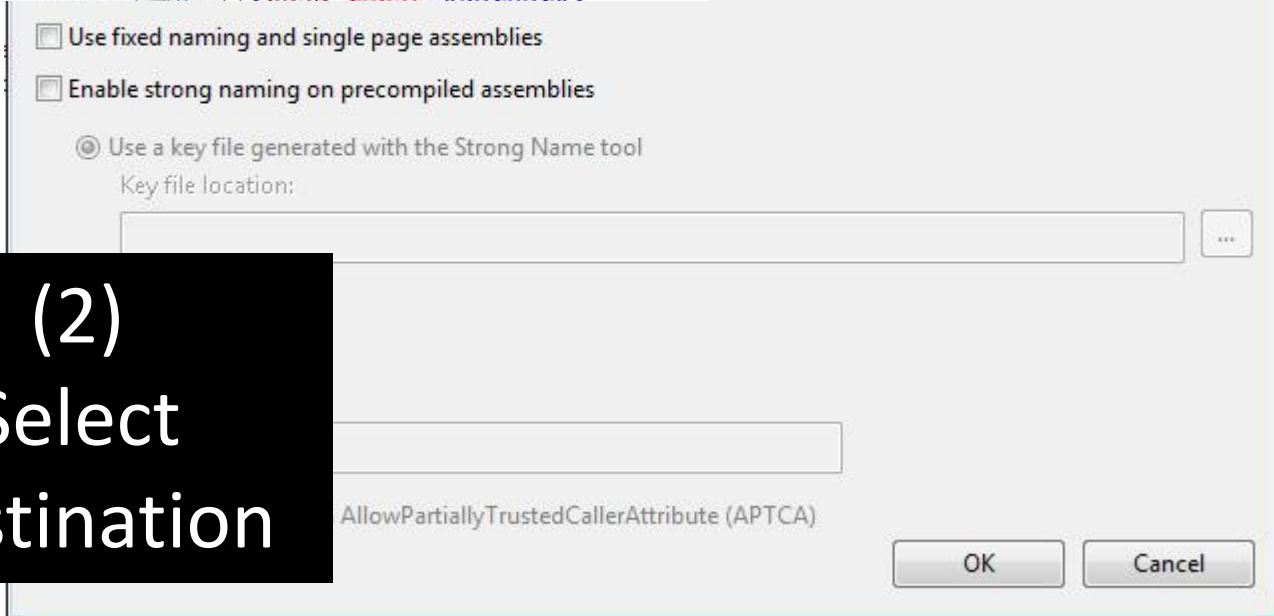 Use fixed naming and single page assemblies
Enable strong naming on precompiled assemblies
Use a key file generated with the Strong Name tool
Key file location:
...
(2)
Select
stination
AllowPartiallyTrustedCallerAttribute (APTCA)
OK Cancel